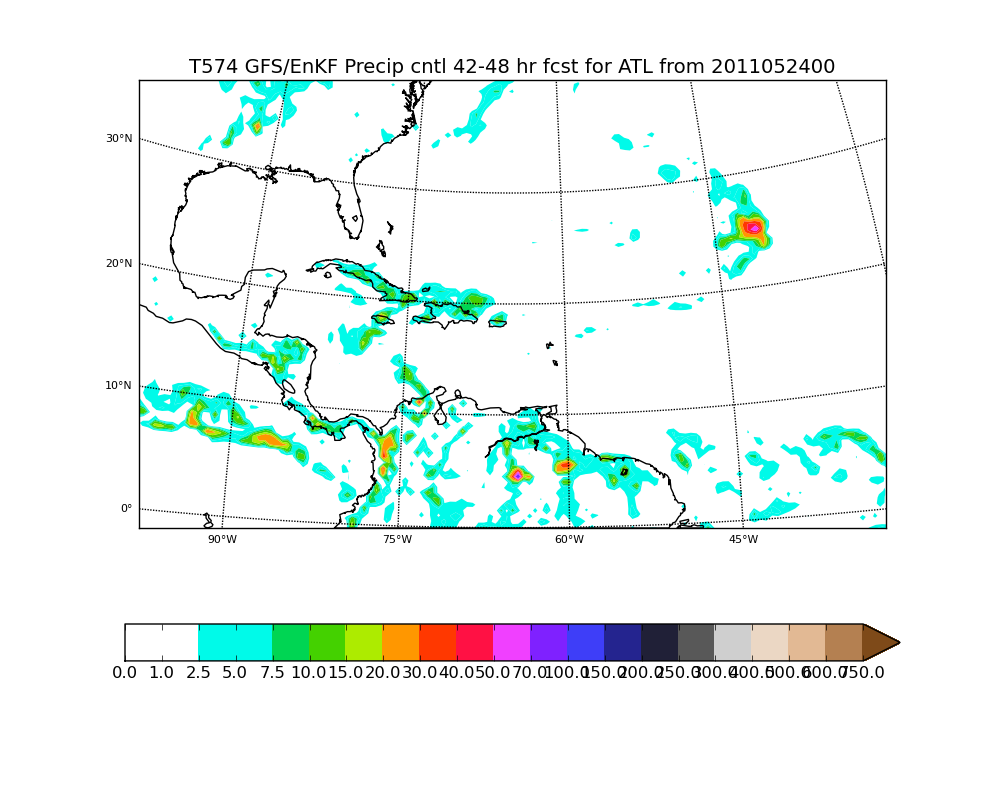 T574 GFS/EnKF Precip cntl 42-48 hr fcst for ATL from 2011052400
30°N
20°N
10°N
0°
90°W 75°W 60°W 45°W
0.0 1.0 2.5 5.0 7.5 10.0 15.0 20.0 30.0 40.0 50.0 70.0 100.0 150.0 200.0 250.0 300.0 400.0 500.0 600.0 750.0